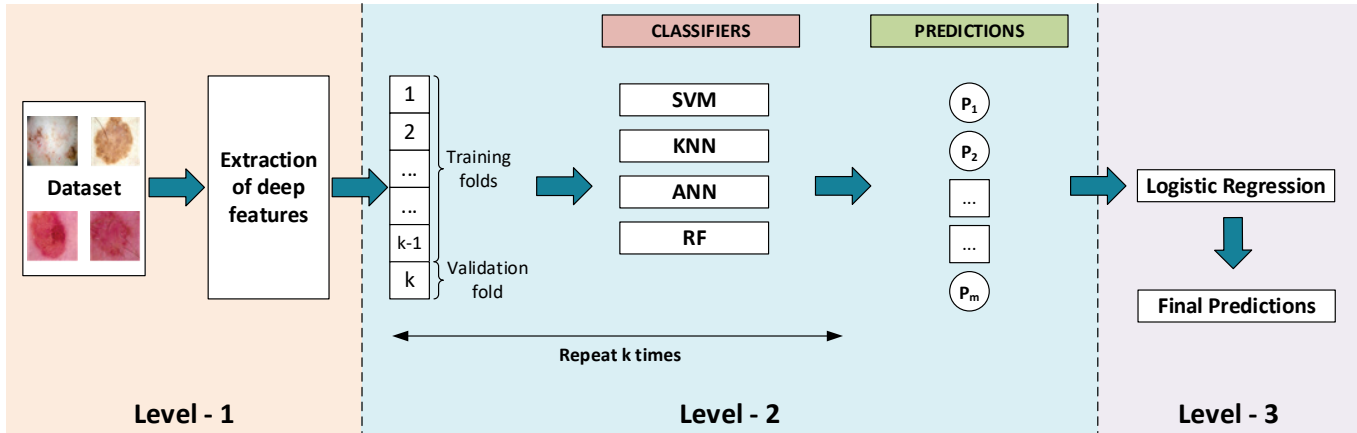 Dataset
Extraction
of deep
features
Level - 1
1
2
...
...
k-1
k
Training
folds
Validation
fold
Repeat k times
CLASSIFIERS
SVM
KNN
ANN
RF
PREDICTIONS
P1
P2
...
...
Pm
Level - 2
Logistic Regression
Final Predictions
Level - 3